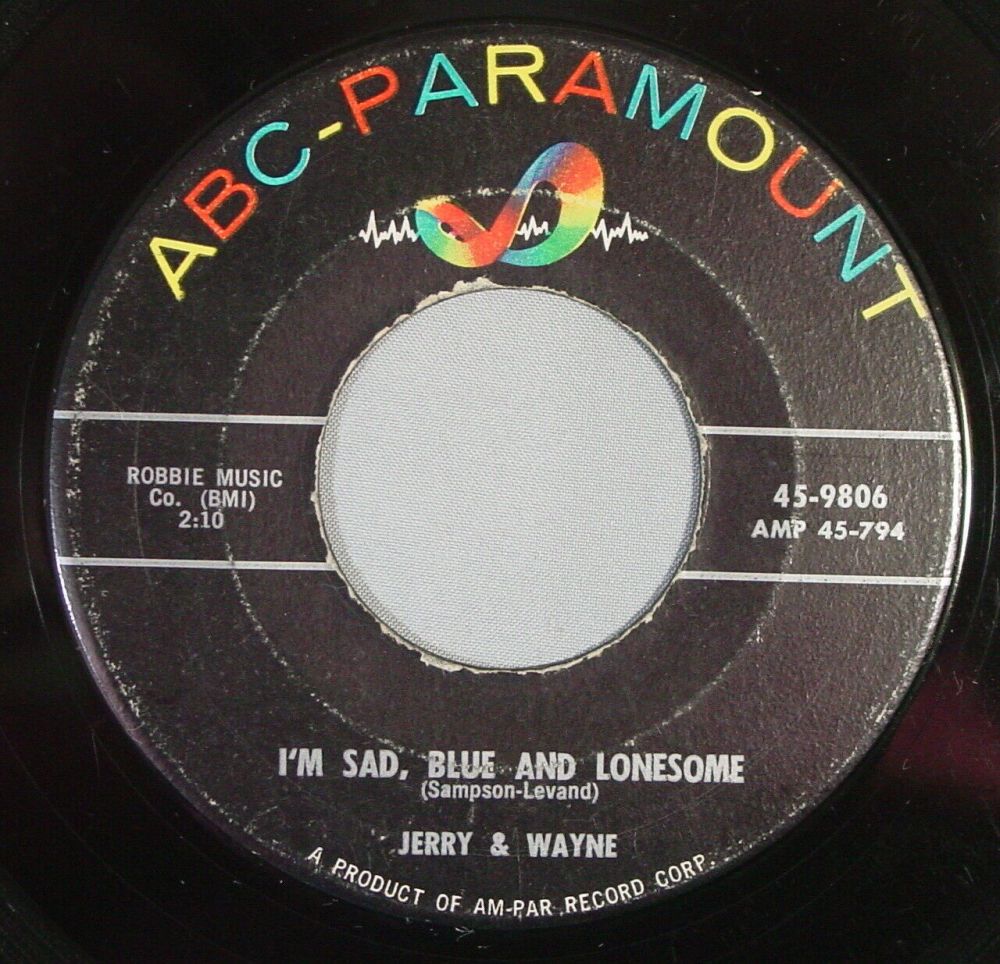 ABC-PARAMOUNT
ROBBIE MUSIC
Co. (BMI)
2:10
45-9806
AMP 45-794
I'M SAD, BLUE AND LONESOME
(Sampson-Levand)
JERRY & WAYNE
A PRODUCT OF AM-PAR RECORD CORP.